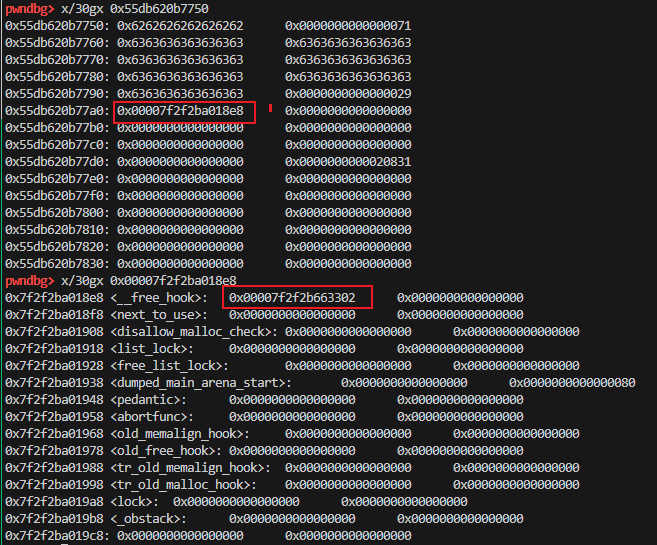 pwndbg> x/30gx 0x55db620b7750
0x55db620b7750: 0x6262626262626262 0x0000000000000071
0x55db620b7760: 0x6363636363636363 0x6363636363636363
0x55db620b7770: 0x6363636363636363 0x6363636363636363
0x55db620b7780: 0x6363636363636363 0x6363636363636363
0x55db620b7790: 0x6363636363636363 0x0000000000000029
0x55db620b77a0: 0x00007f2f2ba018e8 0x0000000000000000
0x55db620b77b0: 0x0000000000000000 0x0000000000000000
0x55db620b77c0: 0x0000000000000000 0x0000000000000000
0x55db620b77d0: 0x0000000000000000 0x0000000000020831
0x55db620b77e0: 0x0000000000000000 0x0000000000000000
0x55db620b77f0: 0x0000000000000000 0x0000000000000000
0x55db620b7800: 0x0000000000000000 0x0000000000000000
0x55db620b7810: 0x0000000000000000 0x0000000000000000
0x55db620b7820: 0x0000000000000000 0x0000000000000000
0x55db620b7830: 0x0000000000000000 0x0000000000000000
pwndbg> x/30gx 0x00007f2f2ba018e8
0x7f2f2ba018e8 <__free_hook>: 0x00007f2f2b663302 0x0000000000000000
0x7f2f2ba018f8 <next_to_use>: 0x0000000000000000 0x0000000000000000
0x7f2f2ba01908 <disallow_malloc_check>: 0x0000000000000000 0x0000000000000000
0x7f2f2ba01918 <list_lock>: 0x0000000000000000 0x0000000000000000
0x7f2f2ba01928 <free_list_lock>: 0x0000000000000000 0x0000000000000000
0x7f2f2ba01938 <dumped_main_arena_start>: 0x0000000000000000 0x0000000000000080
0x7f2f2ba01948 <pedantic>: 0x0000000000000000 0x0000000000000000
0x7f2f2ba01958 <abortfunc>: 0x0000000000000000 0x0000000000000000
0x7f2f2ba01968 <old_memalign_hook>: 0x0000000000000000 0x0000000000000000
0x7f2f2ba01978 <old_free_hook>: 0x0000000000000000 0x0000000000000000
0x7f2f2ba01988 <tr_old_memalign_hook>: 0x0000000000000000 0x0000000000000000
0x7f2f2ba01998 <tr_old_malloc_hook>: 0x0000000000000000 0x0000000000000000
0x7f2f2ba019a8 <lock>: 0x0000000000000000 0x0000000000000000
0x7f2f2ba019b8 <_obstack>: 0x0000000000000000 0x0000000000000000
0x7f2f2ba019c8: 0x0000000000000000 0x0000000000000000